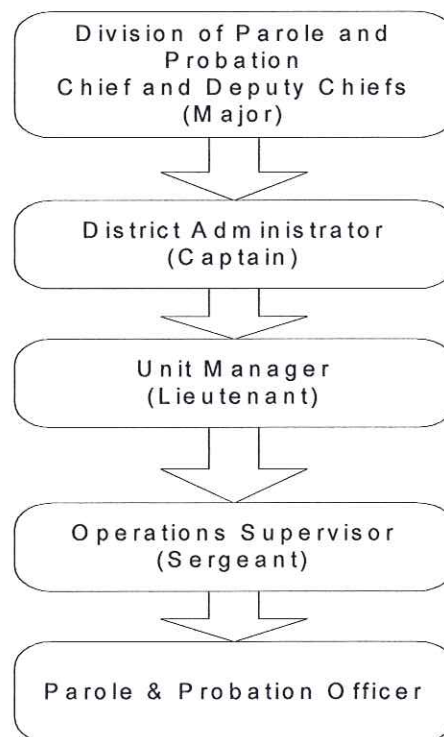 Division of Parole and
Probation
Chief and Deputy Chiefs
(Major)
District Administrator
(Captain)
Unit Manager
(Lieutenant)
Operations Supervisor
(Sergeant)
Parole & Probation Officer